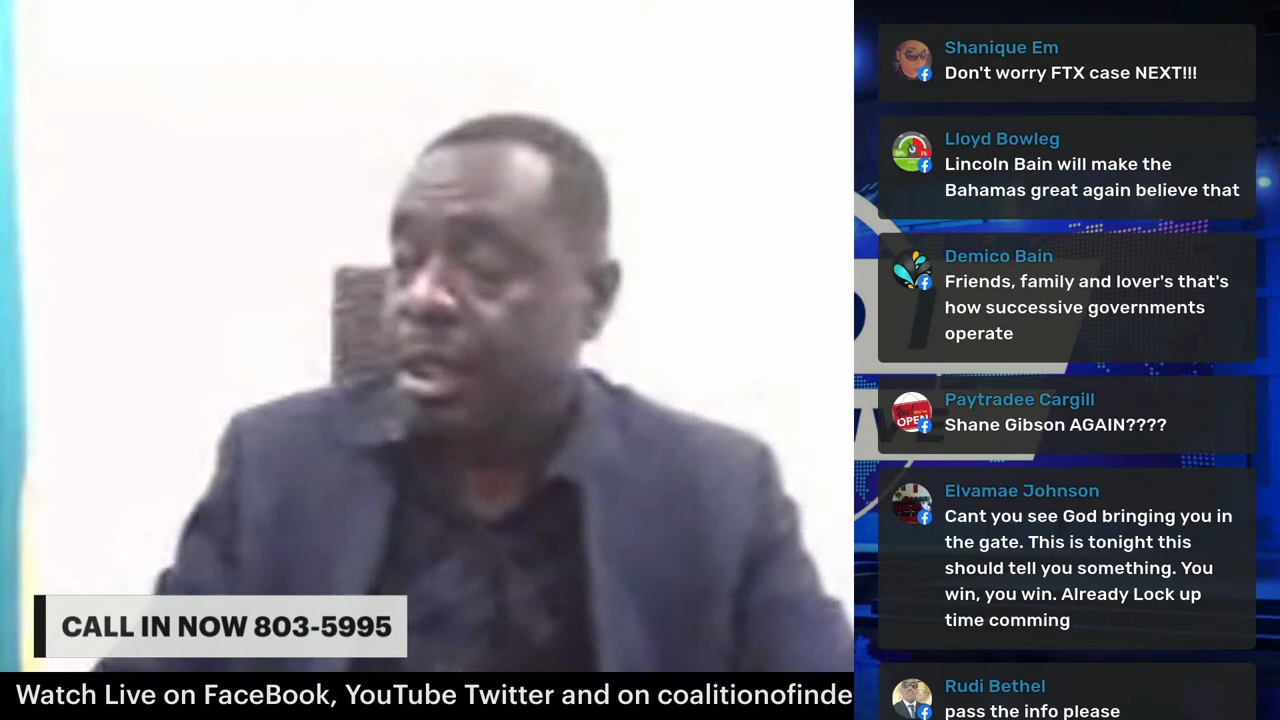 CALL IN NOW 803-5995
Watch Live on FaceBook, YouTube Twitter and on coalitionofinde
Shanique Em
Don't worry FTX case NEXT!!!
Lloyd Bowleg
Lincoln Bain will make the
Bahamas great again believe that
Demico Bain
Friends, family and lover's that's
how successive governments
operate
Paytradee Cargill
Shane Gibson AGAIN????
Elvamae Johnson
Cant you see God bringing you in
the gate. This is tonight this
should tell you something. You
win, you win. Already Lock up
time comming
Rudi Bethel
pass the info please